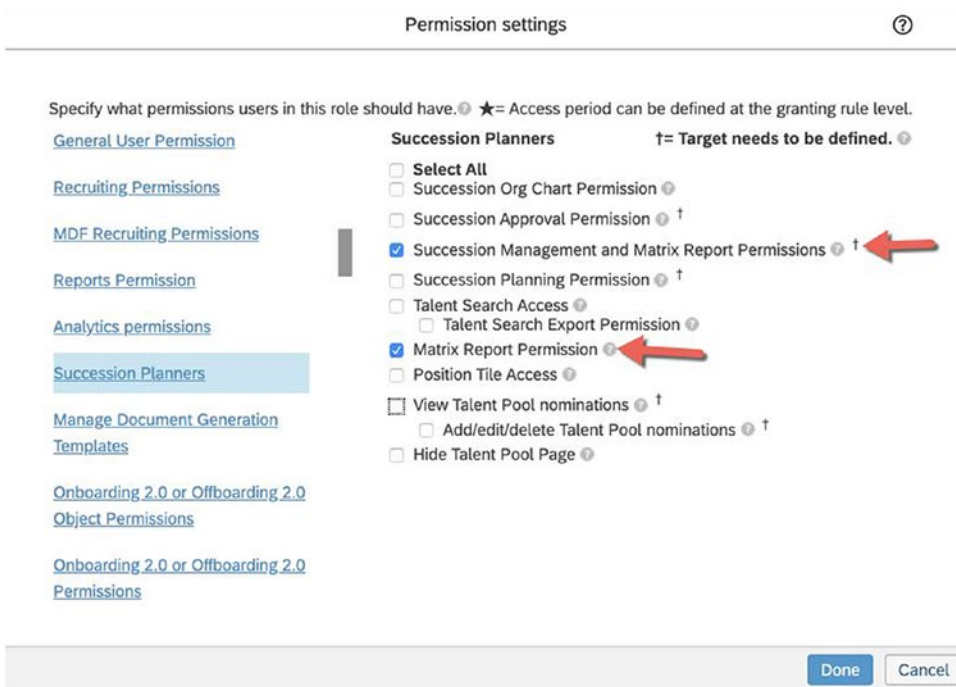 Permission settings
Specify what permissions users in this role should have. ★= Access period can be defined at the granting rule level.
General User Permission
Recruiting Permissions
MDF Recruiting Permissions
Reports Permission
Analytics permissions
Succession Planners
Manage Document Generation
Templates
Onboarding 2.0 or Offboarding 2.0
Object Permissions
Onboarding 2.0 or Offboarding 2.0
Permissions
Succession Planners
†= Target needs to be defined.
Select All
Succession Org Chart Permission
Succession Approval Permission †
Succession Management and Matrix Report Permissions †
Succession Planning Permission †
Talent Search Access
Talent Search Export Permission
Matrix Report Permission
Position Tile Access
View Talent Pool nominations †
Add/edit/delete Talent Pool nominations †
Hide Talent Pool Page
Done
Cancel